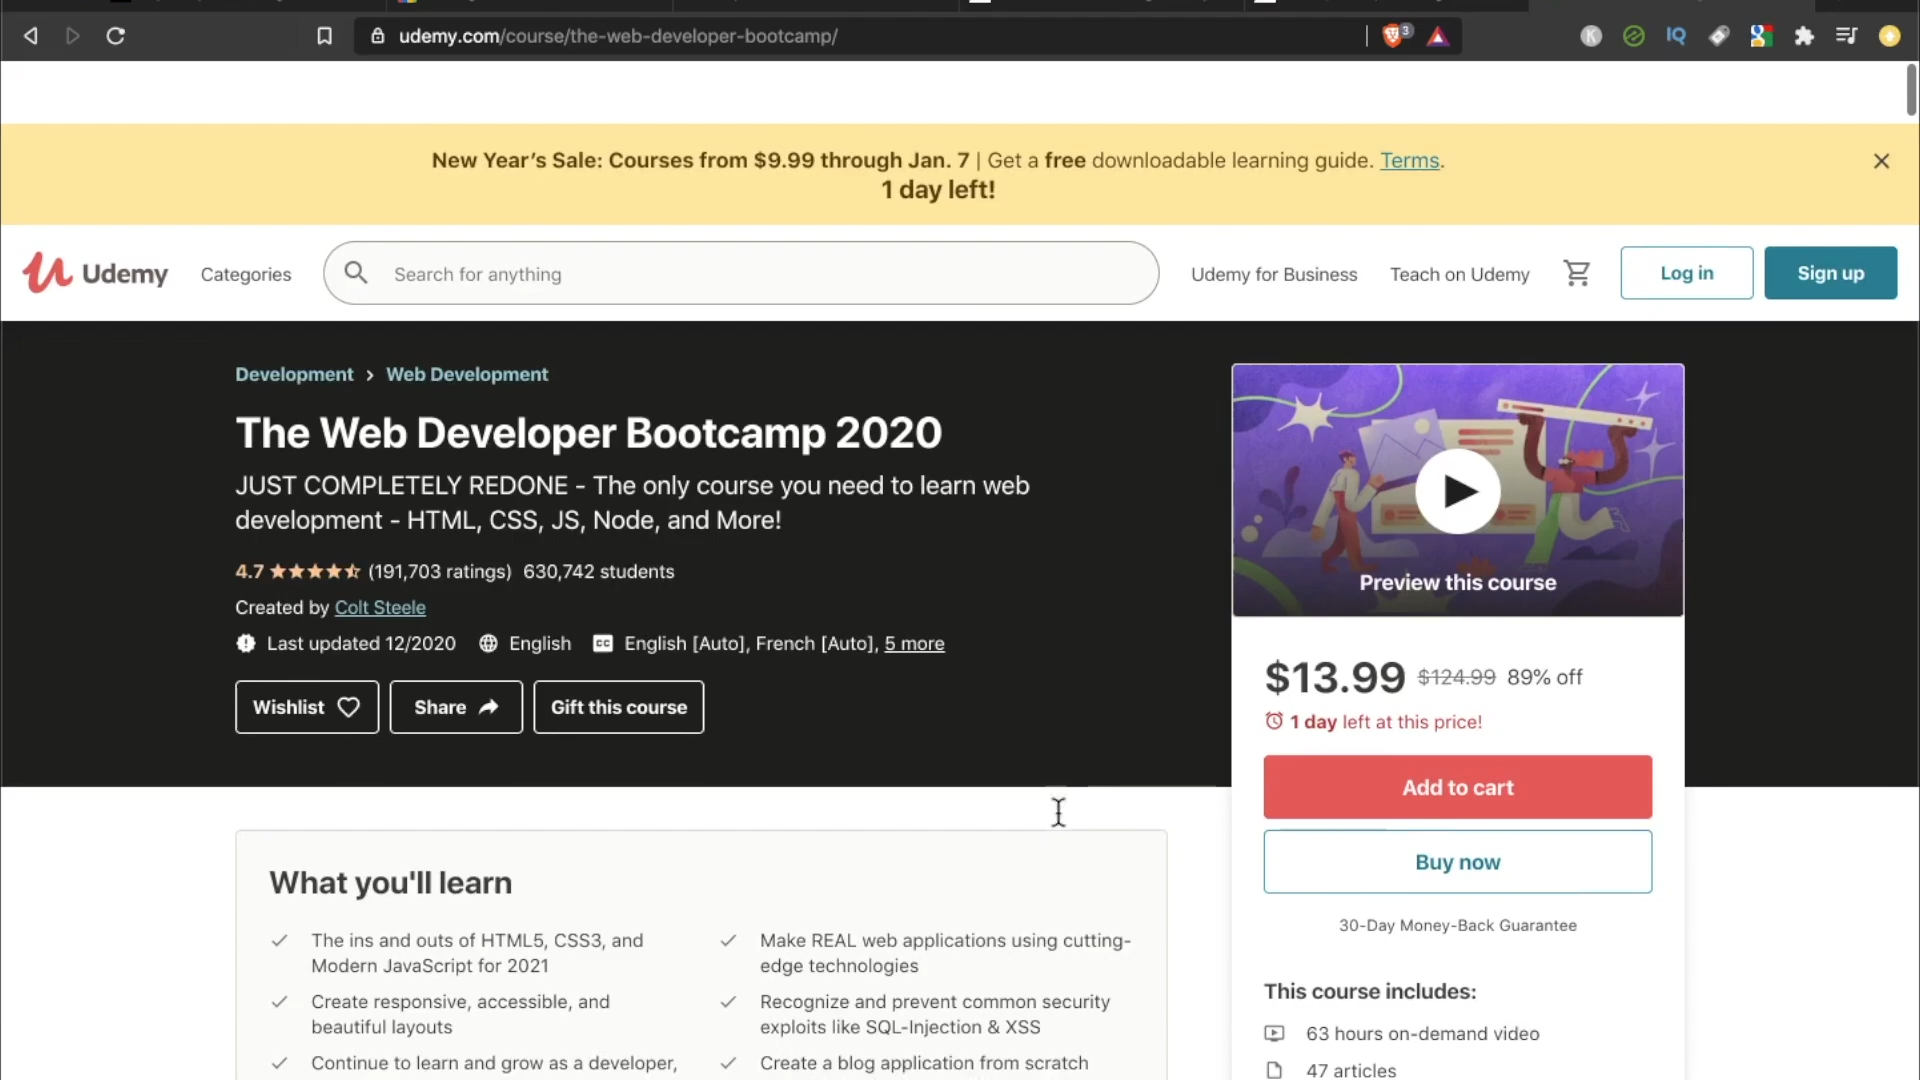 udemy.com/course/the-web-developer-bootcamp/
3
K
IQ
New Year’s Sale: Courses from $9.99 through Jan. 7 | Get a free downloadable learning guide. Terms.
1 day left!
Udemy
Categories
Search for anything
Udemy for Business
Teach on Udemy
Log in
Sign up
Development › Web Development
The Web Developer Bootcamp 2020
JUST COMPLETELY REDONE - The only course you need to learn web
development - HTML, CSS, JS, Node, and More!
4.7 (191,703 ratings) 630,742 students
Created by Colt Steele
Last updated 12/2020 English CC English [Auto], French [Auto], 5 more
Wishlist
Share
Gift this course
Preview this course
$13.99 $124.99 89% off
1 day left at this price!
Add to cart
Buy now
30-Day Money-Back Guarantee
This course includes:
63 hours on-demand video
47 articles
What you'll learn
The ins and outs of HTML5, CSS3, and
Modern JavaScript for 2021
Create responsive, accessible, and
beautiful layouts
Continue to learn and grow as a developer,
Make REAL web applications using cutting-
edge technologies
Recognize and prevent common security
exploits like SQL-Injection & XSS
Create a blog application from scratch